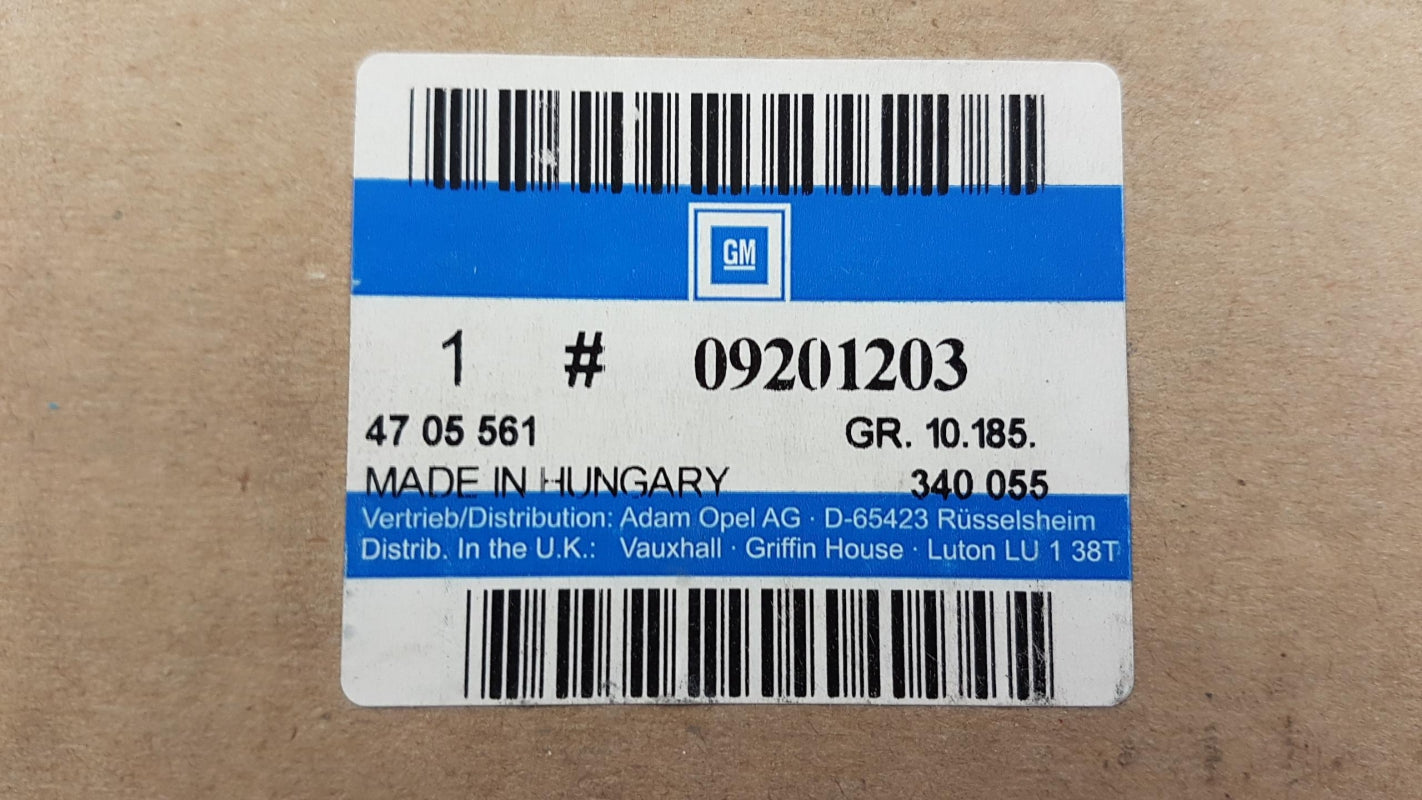 GM
1 # 09201203
47 05 561 GR. 10.185.
MADE IN HUNGARY 340 055
Vertrieb/Distribution: Adam Opel AG · D-65423 Rüsselsheim
Distrib. In the U.K.: Vauxhall · Griffin House · Luton LU 1 38T